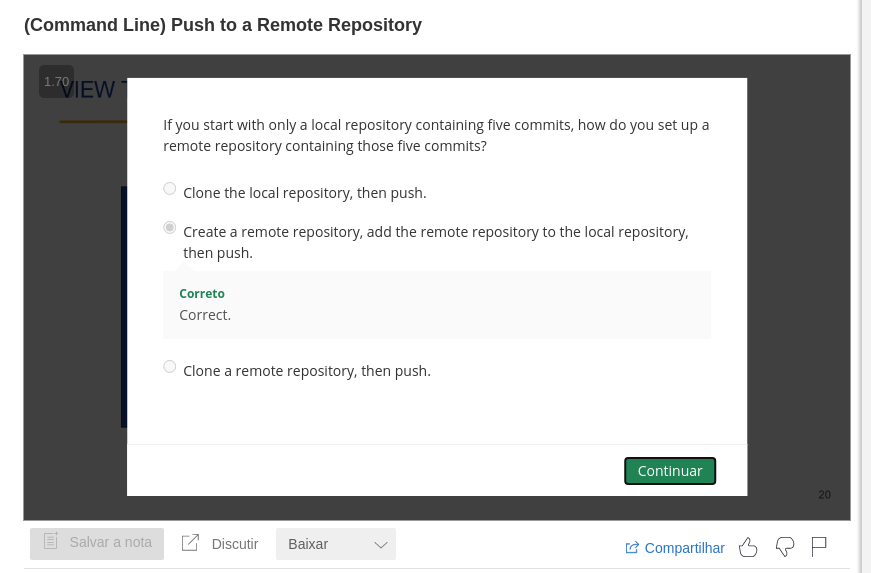 (Command Line) Push to a Remote Repository
1.70
VIEW
If you start with only a local repository containing five commits, how do you set up a
remote repository containing those five commits?
Clone the local repository, then push.
Create a remote repository, add the remote repository to the local repository,
then push.
Correto
Correct.
Clone a remote repository, then push.
Continuar
20
Salvar a nota
Discutir
Baixar
Compartilhar